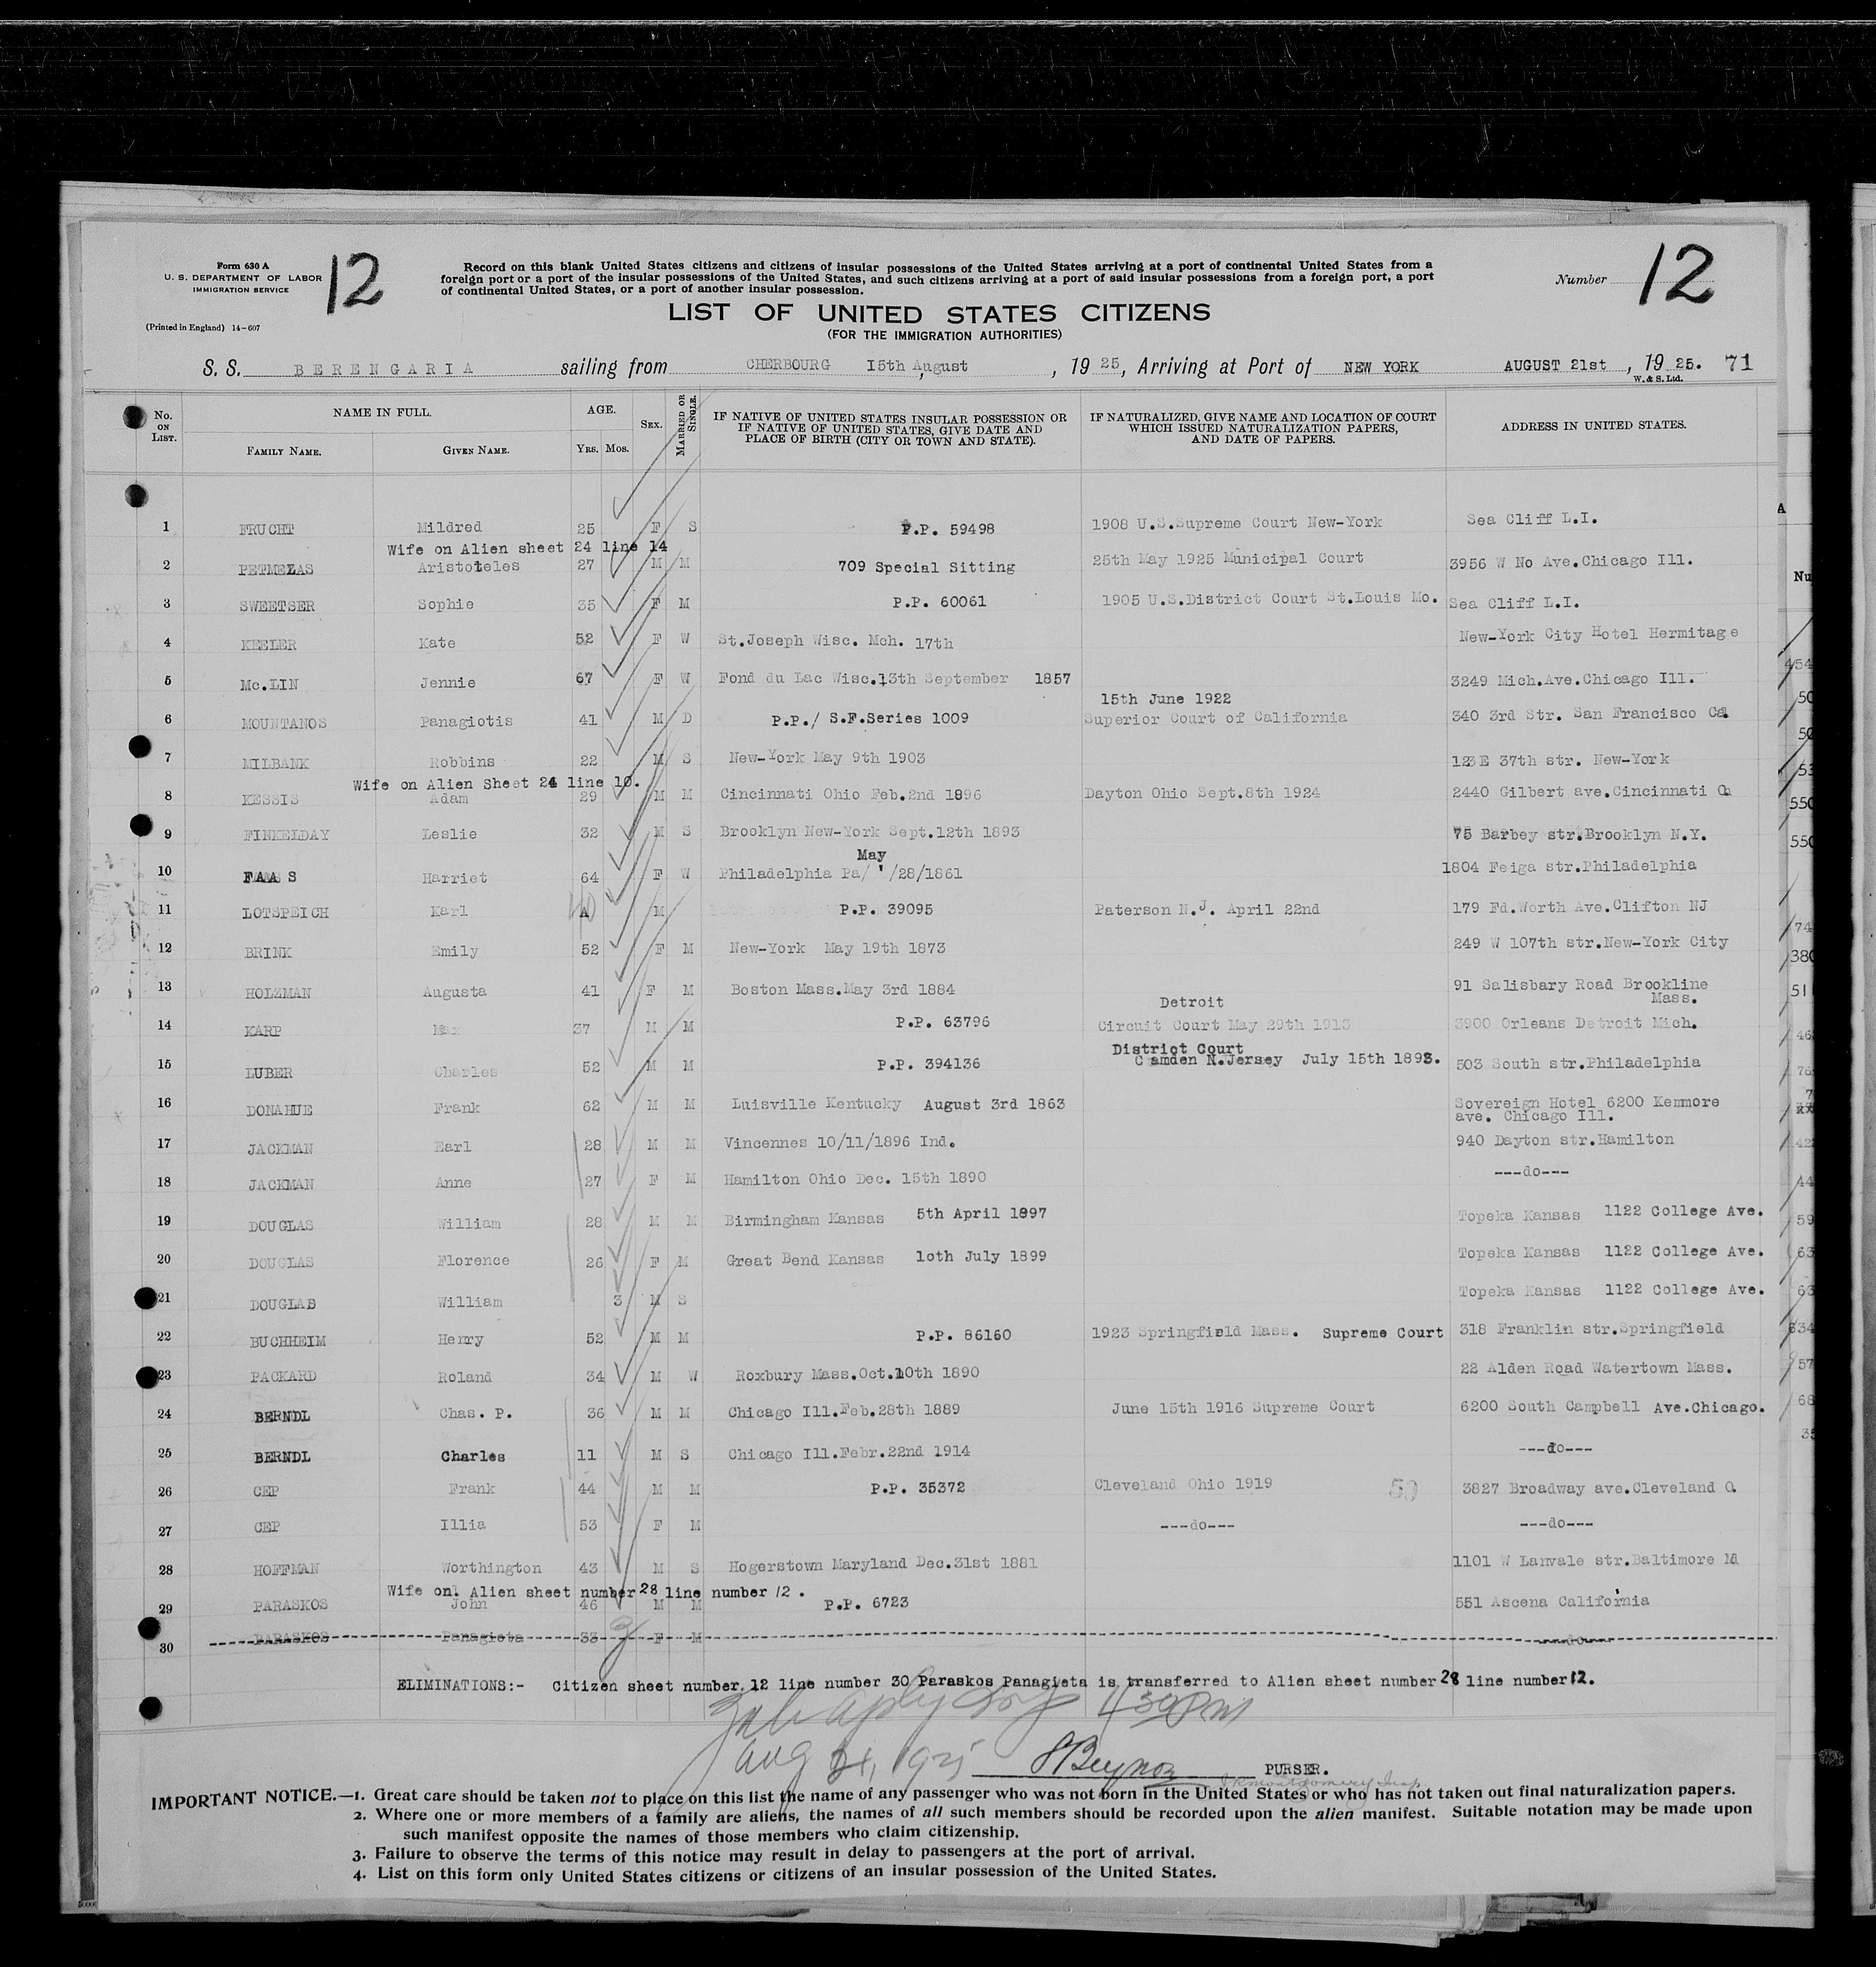 Form 630 A
U. S. DEPARTMENT OF LABOR
IMMIGRATION SERVICE
(Printed in England) 14-607
12
Record on this blank United States citizens and citizens of insular possessions of the United States arriving at a port of continental United States from a
foreign port or a port of the insular possessions of the United States, and such citizens arriving at a port of said insular possessions from a foreign port, a port
of continental United States, or a port of another insular possession.
Number 12
LIST OF UNITED STATES CITIZENS
(FOR THE IMMIGRATION AUTHORITIES)
S. S. BERENGARIA sailing from CHERBOURG 15th August, 1925, Arriving at Port of NEW YORK AUGUST 21st, 1925. 71
W. & S. Ltd.
No. ON LIST. NAME IN FULL. FAMILY NAME. GIVEN NAME. AGE. YRS. MOS. SEX. MARRIED OR SINGLE. IF NATIVE OF UNITED STATES INSULAR POSSESSION OR IF NATIVE OF UNITED STATES, GIVE DATE AND PLACE OF BIRTH (CITY OR TOWN AND STATE). IF NATURALIZED, GIVE NAME AND LOCATION OF COURT WHICH ISSUED NATURALIZATION PAPERS, AND DATE OF PAPERS. ADDRESS IN UNITED STATES.
1 FRUCHT Mildred 25 F S P.P. 59498 1908 U.S.Supreme Court New-York Sea Cliff L.I.
Wife on Alien sheet 24 line 14
2 PETMEZAS Aristoteles 27 M M 709 Special Sitting 25th May 1925 Municipal Court 3956 W No Ave.Chicago Ill.
3 SWEETSER Sophie 35 F M P.P. 60061 1905 U.S.District Court St.Louis Mo. Sea Cliff L.I.
4 KEELER Kate 52 F W St.Joseph Wisc. Mch. 17th New-York City Hotel Hermitage
5 Mc.LIN Jennie 67 F W Fond du Lac Wisc.13th September 1857 3249 Mich.Ave.Chicago Ill.
15th June 1922
6 MOUNTANOS Panagiotis 41 M D P.P./ S.F.Series 1009 Superior Court of California 340 3rd Str. San Francisco Cal.
7 MILBANK Robbins 22 M S New-York May 9th 1903 123E 37th str. New-York
Wife on Alien Sheet 24 line 10.
8 KESSIS Adam 29 M M Cincinnati Ohio Feb.2nd 1896 Dayton Ohio Sept.8th 1924 2440 Gilbert ave.Cincinnati Oh
9 FINKELDAY Leslie 32 M S Brooklyn New-York Sept.12th 1893 75 Barbey str.Brooklyn N.Y.
May
10 FAAS Harriet 64 F W Philadelphia Pa/ ' /28/1861 1804 Feiga str.Philadelphia
11 LOTSPEICH Karl 40 M P.P. 39095 Paterson N.J. April 22nd 179 Fd.Worth Ave.Clifton NJ
12 BRINK Emily 52 F M New-York May 19th 1873 249 W 107th str.New-York City
13 HOLZMAN Augusta 41 F M Boston Mass.May 3rd 1884 91 Salisbary Road Brookline
Mass.
Detroit
14 KARP Max 37 M M P.P. 63796 Circuit Court May 29th 1913 3900 Orleans Detroit Mich.
District Court
15 LUBER Charles 52 M M P.P. 394136 Camden N.Jersey July 15th 1898. 503 South str.Philadelphia
16 DONAHUE Frank 62 M M Luisville Kentucky August 3rd 1863 Sovereign Hotel 6200 Kenmore
ave. Chicago Ill.
17 JACKMAN Earl 28 M M Vincennes 10/11/1896 Ind. 940 Dayton str.Hamilton
18 JACKMAN Anne 27 F M Hamilton Ohio Dec. 15th 1890 ---do---
19 DOUGLAS William 28 M M Birmingham Kansas 5th April 1897 Topeka Kansas 1122 College Ave.
20 DOUGLAS Florence 26 F M Great Bend Kansas 10th July 1899 Topeka Kansas 1122 College Ave.
21 DOUGLAS William 3 M S Topeka Kansas 1122 College Ave.
22 BUCHHEIM Henry 52 M M P.P. 86160 1923 Springfield Mass. Supreme Court 318 Franklin str.Springfield
23 PACKARD Roland 34 M W Roxbury Mass.Oct.10th 1890 22 Alden Road Watertown Mass.
24 BERNDL Chas. P. 36 M M Chicago Ill.Feb.28th 1889 June 15th 1916 Supreme Court 6200 South Campbell Ave.Chicago.
25 BERNDL Charles 11 M S Chicago Ill.Febr.22nd 1914 ---do---
26 CEP Frank 44 M M P.P. 35372 Cleveland Ohio 1919 3827 Broadway ave.Cleveland O.
27 CEP Illia 53 F M ---do--- ---do---
28 HOFFMAN Worthington 43 M S Hogerstown Maryland Dec.31st 1881 1101 W Lanvale str.Baltimore Md
Wife on. Alien sheet number 28 line number 12.
29 PARASKOS John 46 M M P.P. 6723 551 Ascena California
30 PARASKOS Panagieta 33 F M ---do---
ELIMINATIONS:- Citizen sheet number 12 line number 30 Paraskos Panagieta is transferred to Alien sheet number 28 line number 12.
430 PM
Aug 21, 1925
PURSER.
IMPORTANT NOTICE.—1. Great care should be taken not to place on this list the name of any passenger who was not born in the United States or who has not taken out final naturalization papers.
2. Where one or more members of a family are aliens, the names of all such members should be recorded upon the alien manifest. Suitable notation may be made upon
such manifest opposite the names of those members who claim citizenship.
3. Failure to observe the terms of this notice may result in delay to passengers at the port of arrival.
4. List on this form only United States citizens or citizens of an insular possession of the United States.